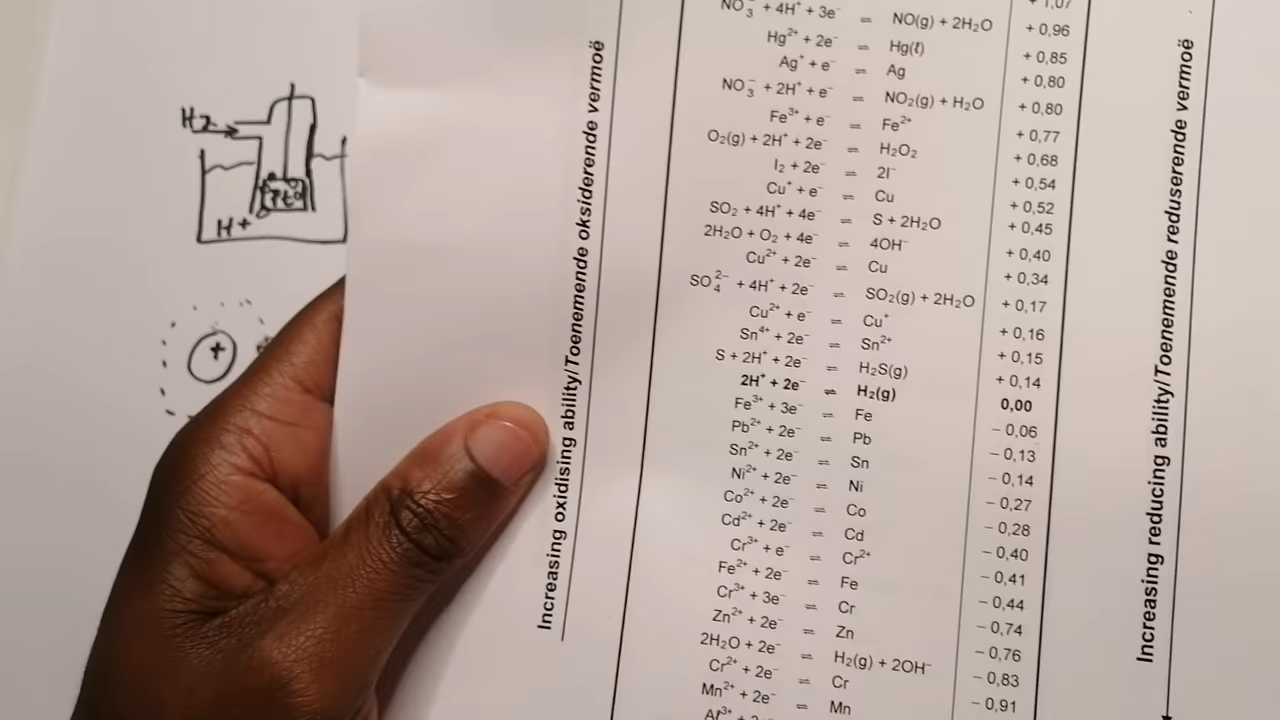 H2
Pt
H+
+
Increasing oxidising ability/Toenemende oksiderende vermoë
+ 1,07
NO₃⁻ + 4H⁺ + 3e⁻ ⇌ NO(g) + 2H₂O + 0,96
Hg²⁺ + 2e⁻ ⇌ Hg(ℓ) + 0,85
Ag⁺ + e⁻ ⇌ Ag + 0,80
NO₃⁻ + 2H⁺ + e⁻ ⇌ NO₂(g) + H₂O + 0,80
Fe³⁺ + e⁻ ⇌ Fe²⁺ + 0,77
O₂(g) + 2H⁺ + 2e⁻ ⇌ H₂O₂ + 0,68
I₂ + 2e⁻ ⇌ 2I⁻ + 0,54
Cu⁺ + e⁻ ⇌ Cu + 0,52
SO₂ + 4H⁺ + 4e⁻ ⇌ S + 2H₂O + 0,45
2H₂O + O₂ + 4e⁻ ⇌ 4OH⁻ + 0,40
Cu²⁺ + 2e⁻ ⇌ Cu + 0,34
SO₄²⁻ + 4H⁺ + 2e⁻ ⇌ SO₂(g) + 2H₂O + 0,17
Cu²⁺ + e⁻ ⇌ Cu⁺ + 0,16
Sn⁴⁺ + 2e⁻ ⇌ Sn²⁺ + 0,15
S + 2H⁺ + 2e⁻ ⇌ H₂S(g) + 0,14
2H⁺ + 2e⁻ ⇌ H₂(g) 0,00
Fe³⁺ + 3e⁻ ⇌ Fe − 0,06
Pb²⁺ + 2e⁻ ⇌ Pb − 0,13
Sn²⁺ + 2e⁻ ⇌ Sn − 0,14
Ni²⁺ + 2e⁻ ⇌ Ni − 0,27
Co²⁺ + 2e⁻ ⇌ Co − 0,28
Cd²⁺ + 2e⁻ ⇌ Cd − 0,40
Cr³⁺ + e⁻ ⇌ Cr²⁺ − 0,41
Fe²⁺ + 2e⁻ ⇌ Fe − 0,44
Cr³⁺ + 3e⁻ ⇌ Cr − 0,74
Zn²⁺ + 2e⁻ ⇌ Zn − 0,76
2H₂O + 2e⁻ ⇌ H₂(g) + 2OH⁻ − 0,83
Cr²⁺ + 2e⁻ ⇌ Cr − 0,91
Mn²⁺ + 2e⁻ ⇌ Mn
Increasing reducing ability/Toenemende reduserende vermoë